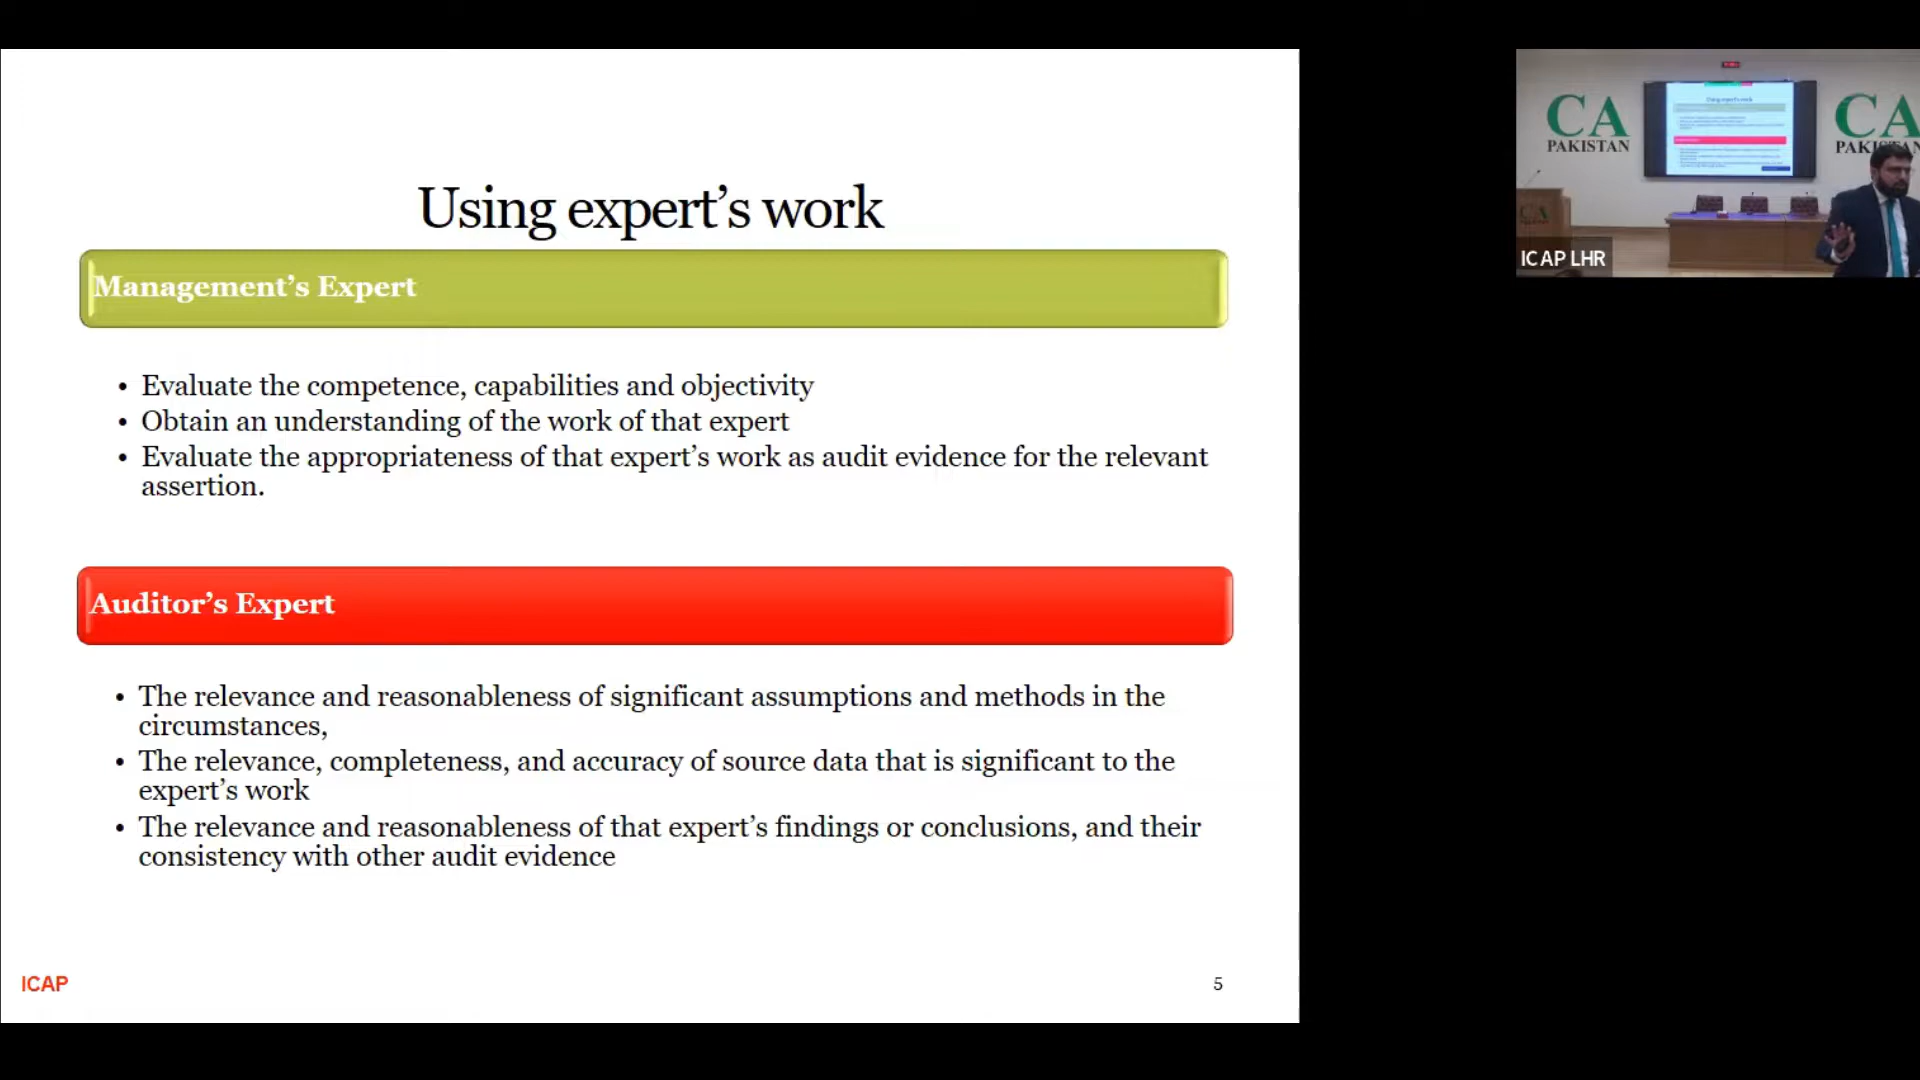 Using expert’s work
Management’s Expert
• Evaluate the competence, capabilities and objectivity
• Obtain an understanding of the work of that expert
• Evaluate the appropriateness of that expert’s work as audit evidence for the relevant
assertion.
Auditor’s Expert
• The relevance and reasonableness of significant assumptions and methods in the
circumstances,
• The relevance, completeness, and accuracy of source data that is significant to the
expert’s work
• The relevance and reasonableness of that expert’s findings or conclusions, and their
consistency with other audit evidence
ICAP
5
CA
PAKISTAN
Using expert's work
CA
PAKISTAN
CA
ICAP LHR